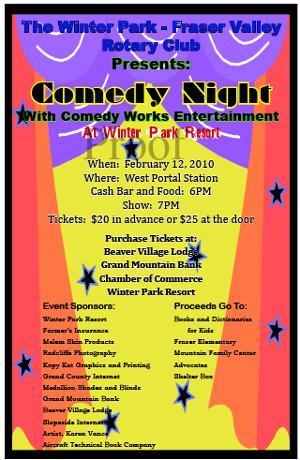 The Winter Park - Fraser Valley
Rotary Club
Presents:
Comedy Night
With Comedy Works Entertainment
At Winter Park Resort
Proof
When: February 12, 2010
Where: West Portal Station
Cash Bar and Food: 6PM
Show: 7PM
Tickets: $20 in advance or $25 at the door
Purchase Tickets at:
Beaver Village Lodge
Grand Mountain Bank
Chamber of Commerce
Winter Park Resort
Event Sponsors:
Winter Park Resort
Farmer's Insurance
Melem Skin Products
Radcliffe Photography
Kopy Kat Graphics and Printing
Grand County Internet
Medallion Shades and Blinds
Grand Mountain Bank
Beaver Village Lodge
Slopeside Internet
Artist, Karen Vance
Aircraft Technical Book Company
Proceeds Go To:
Books and Dictionaries
for Kids
Frazer Elementary
Mountain Family Center
Advocates
Shelter Box